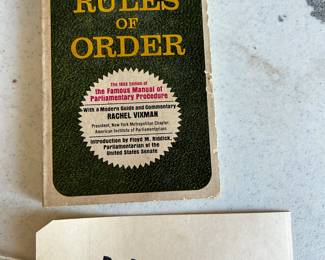 RULES
OF
ORDER
The 1893 Edition of
the Famous Manual of
Parliamentary Procedure
With a Modern Guide and Commentary
RACHEL VIXMAN
President, New York Metropolitan Chapter,
American Institute of Parliamentarians
Introduction by Floyd M. Riddick,
Parliamentarian of the
United States Senate